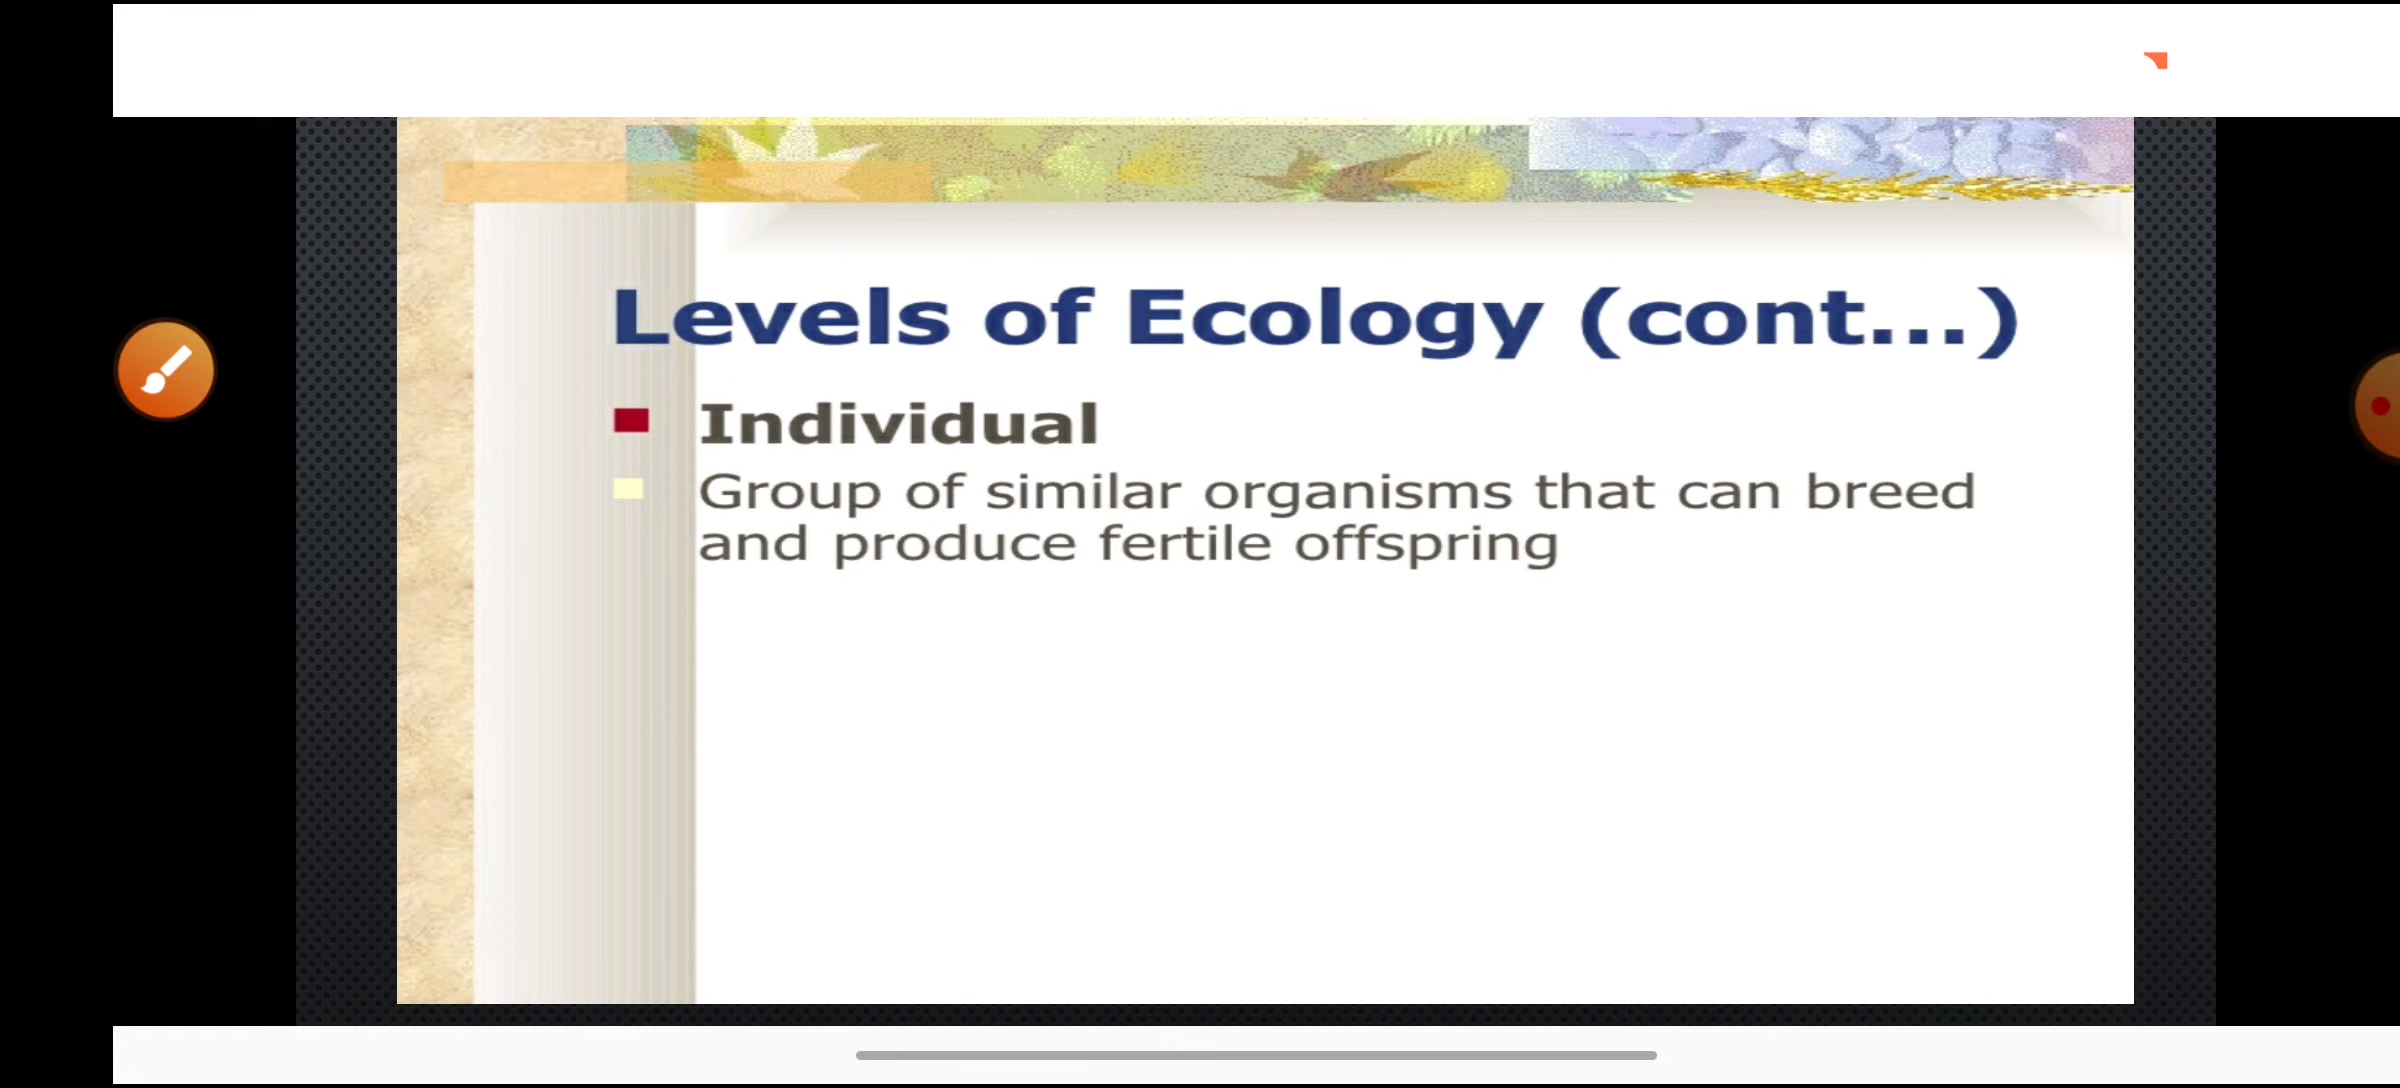 Levels of Ecology (cont...)
Individual
Group of similar organisms that can breed
and produce fertile offspring